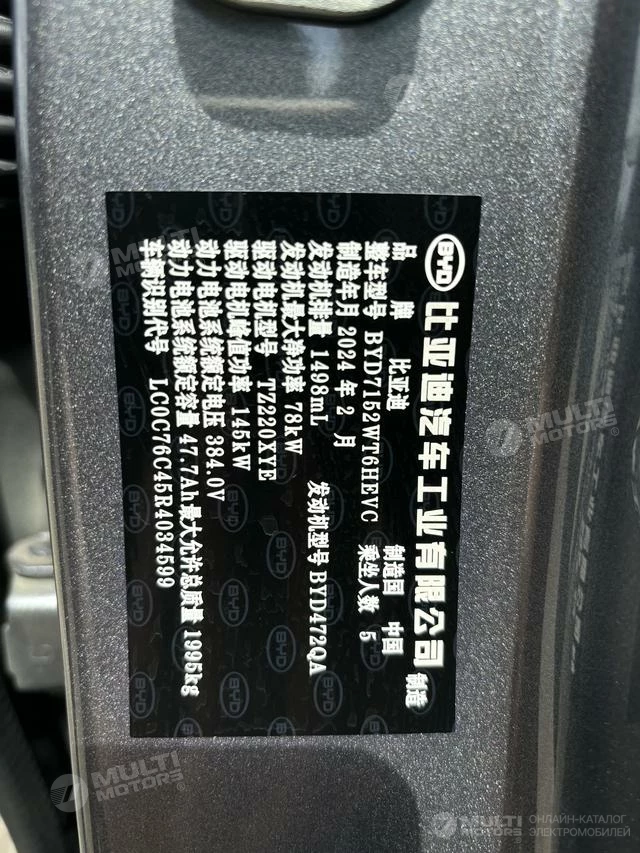 BYD 比亚迪汽车工业有限公司 制造
品牌 比亚迪 制造国 中国
整车型号 BYD7152WT6HEVC 乘坐人数 5
制造年月 2024 年 2 月
发动机排量 1498mL 发动机型号 BYD472QA
发动机最大净功率 78kW
驱动电机型号 TZ220XYE
驱动电机峰值功率 145kW
动力电池系统额定电压 384.0V
动力电池系统额定容量 47.7Ah 最大允许总质量 1995kg
车辆识别代号 LC0C76C45R4034599
MULTI MOTORS
MULTI MOTORS
MULTI MOTORS
MULTI MOTORS
MULTI MOTORS
ОНЛАЙН-КАТАЛОГ
ЭЛЕКТРОМОБИЛЕЙ